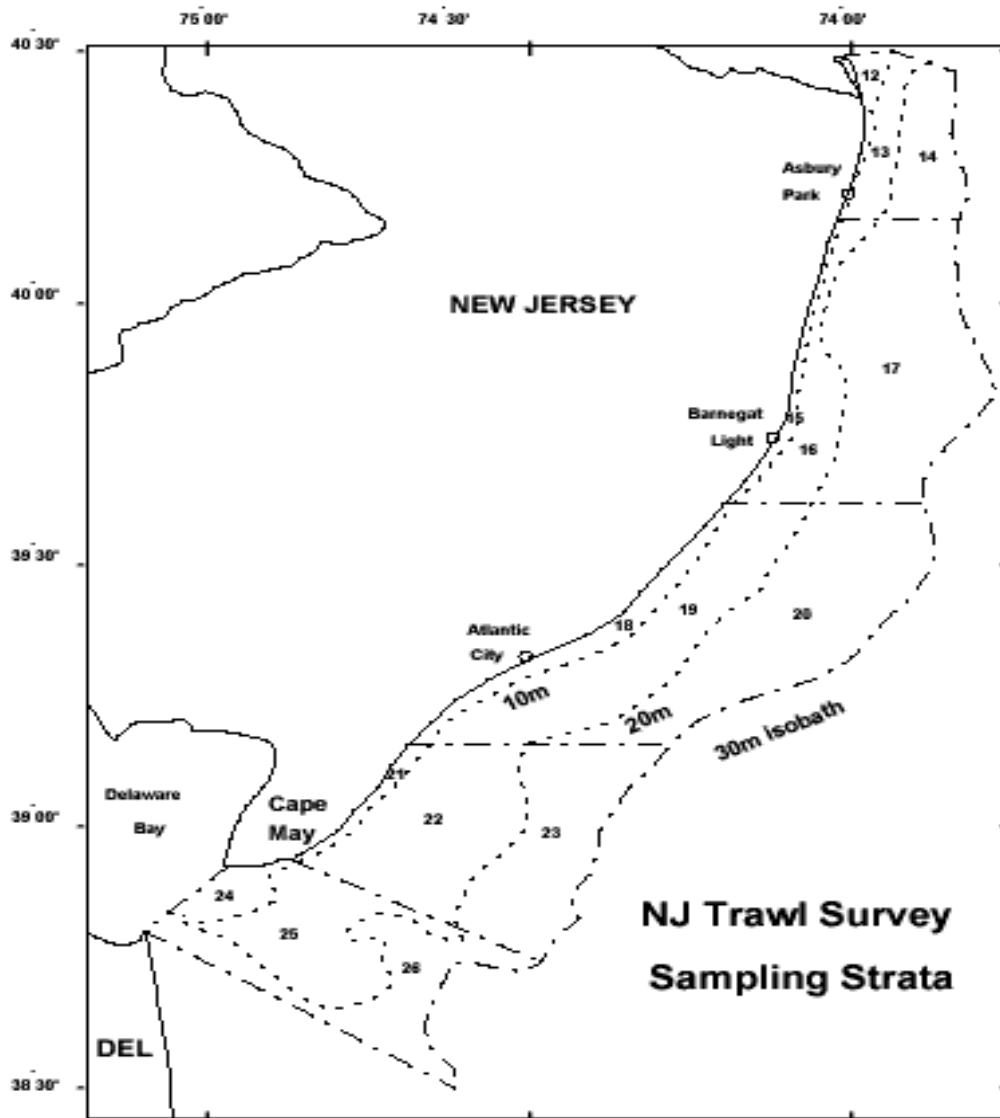 75 00' 74 30' 74 00'
40 30"
12
13 14
Asbury
Park
40 00"
NEW JERSEY
17
Barnegat
Light
15
16
39 30"
19
20
18
Atlantic
City
10m
20m
30m isobath
21
Delaware
Bay
Cape
May
39 00"
22
23
24
25
26
NJ Trawl Survey
Sampling Strata
DEL
38 30"